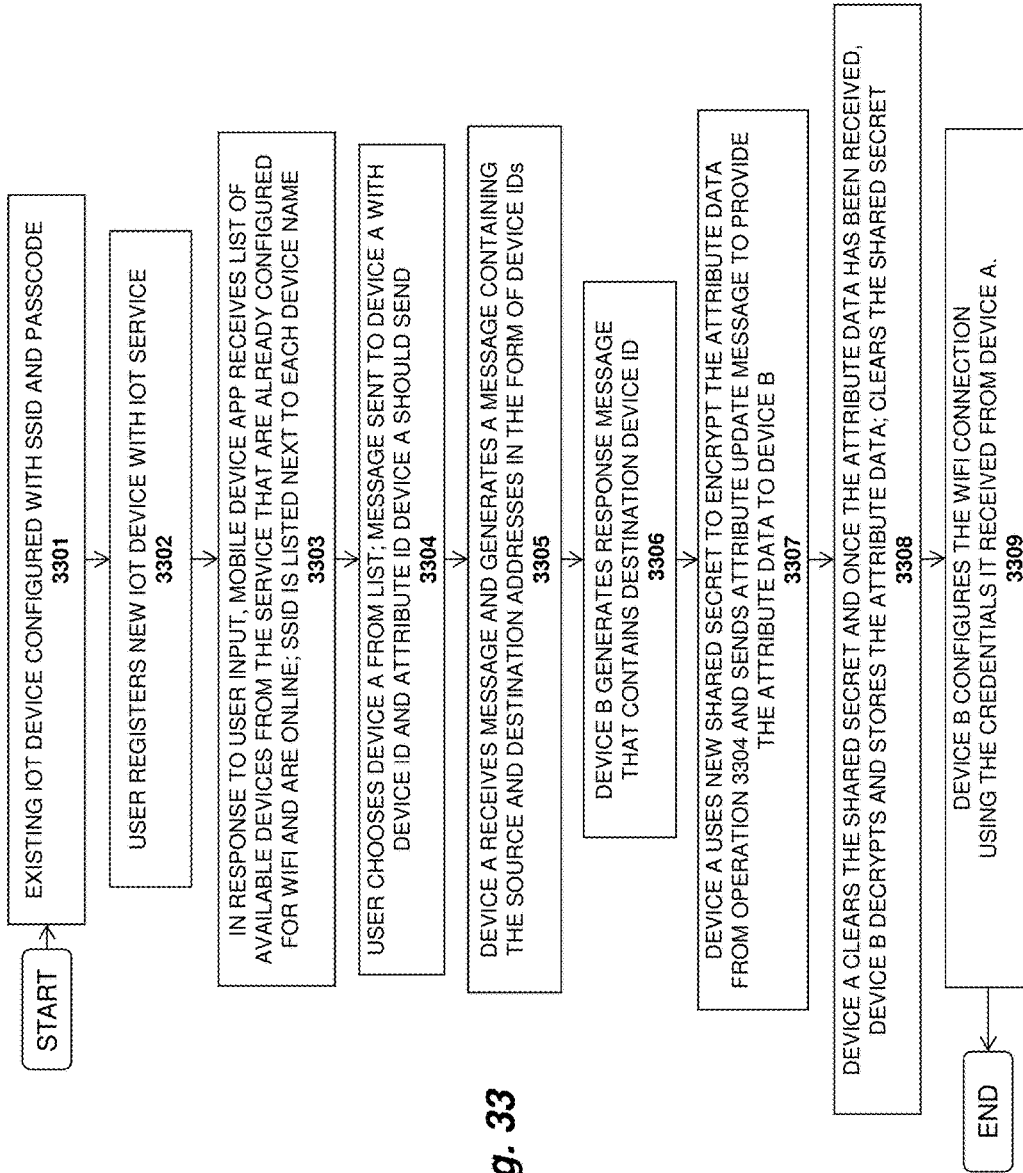 START
EXISTING IOT DEVICE CONFIGURED WITH SSID AND PASSCODE
3301
USER REGISTERS NEW IOT DEVICE WITH IOT SERVICE
3302
IN RESPONSE TO USER INPUT, MOBILE DEVICE APP RECEIVES LIST OF
AVAILABLE DEVICES FROM THE SERVICE THAT ARE ALREADY CONFIGURED
FOR WIFI AND ARE ONLINE; SSID IS LISTED NEXT TO EACH DEVICE NAME
3303
USER CHOOSES DEVICE A FROM LIST; MESSAGE SENT TO DEVICE A WITH
DEVICE ID AND ATTRIBUTE ID DEVICE A SHOULD SEND
3304
DEVICE A RECEIVES MESSAGE AND GENERATES A MESSAGE CONTAINING
THE SOURCE AND DESTINATION ADDRESSES IN THE FORM OF DEVICE IDs
3305
DEVICE B GENERATES RESPONSE MESSAGE
THAT CONTAINS DESTINATION DEVICE ID
3306
DEVICE A USES NEW SHARED SECRET TO ENCRYPT THE ATTRIBUTE DATA
FROM OPERATION 3304 AND SENDS ATTRIBUTE UPDATE MESSAGE TO PROVIDE
THE ATTRIBUTE DATA TO DEVICE B
3307
DEVICE A CLEARS THE SHARED SECRET AND ONCE THE ATTRIBUTE DATA HAS BEEN RECEIVED,
DEVICE B DECRYPTS AND STORES THE ATTRIBUTE DATA; CLEARS THE SHARED SECRET
3308
DEVICE B CONFIGURES THE WIFI CONNECTION
USING THE CREDENTIALS IT RECEIVED FROM DEVICE A.
3309
END
g. 33